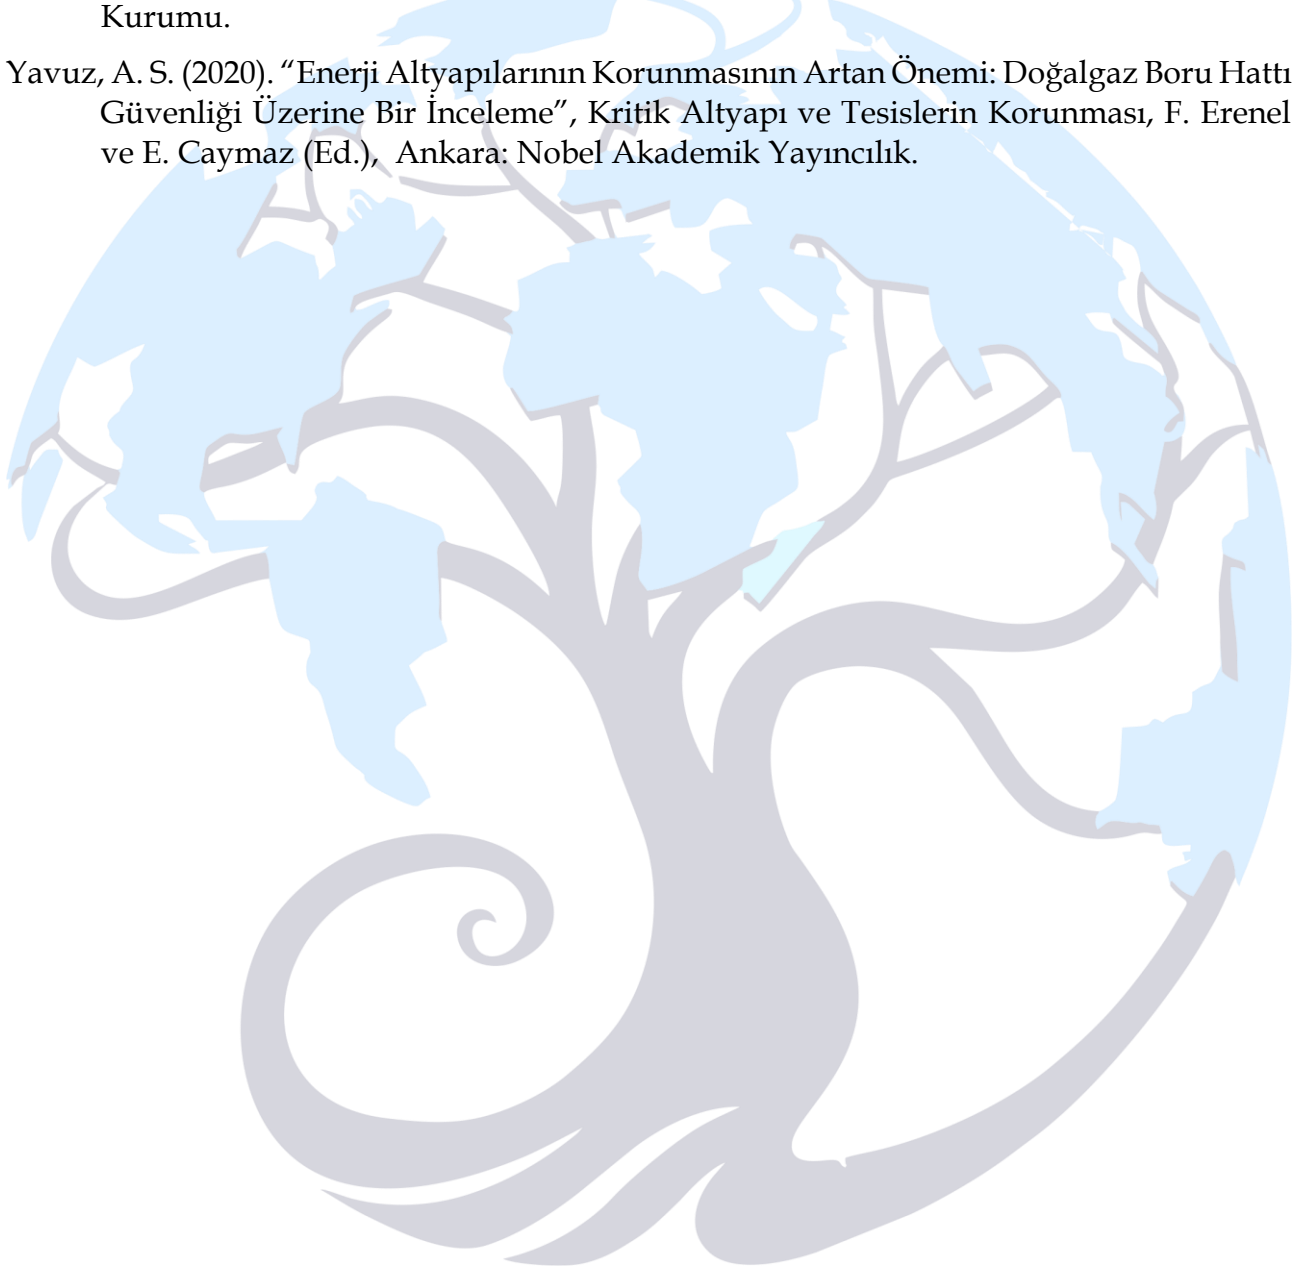 Kurumu.
Yavuz, A. S. (2020). “Enerji Altyapılarının Korunmasının Artan Önemi: Doğalgaz Boru Hattı
Güvenliği Üzerine Bir İnceleme”, Kritik Altyapı ve Tesislerin Korunması, F. Erenel
ve E. Caymaz (Ed.), Ankara: Nobel Akademik Yayıncılık.